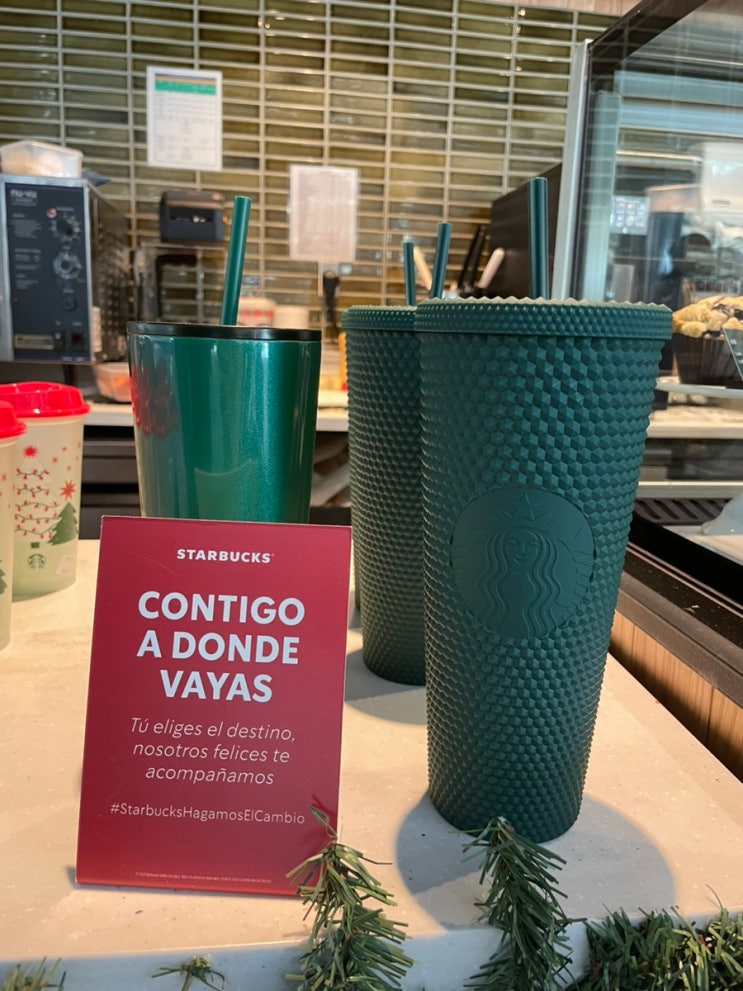 STARBUCKS
CONTIGO
A DONDE
VAYAS
Tú eliges el destino,
nosotros felices te
acompañamos
#StarbucksHagamosElCambio